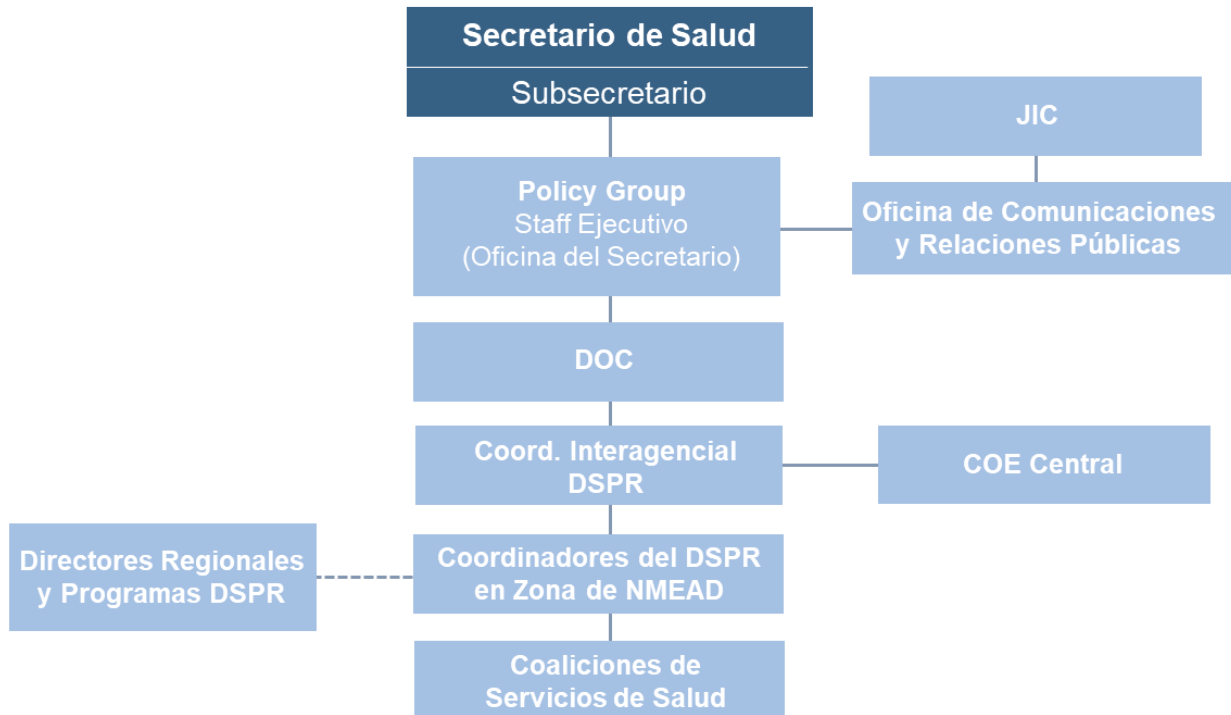 Secretario de Salud
Subsecretario
JIC
Policy Group
Staff Ejecutivo
(Oficina del Secretario)
Oficina de Comunicaciones
y Relaciones Públicas
DOC
Coord. Interagencial
DSPR
COE Central
Directores Regionales
y Programas DSPR
Coordinadores del DSPR
en Zona de NMEAD
Coaliciones de
Servicios de Salud